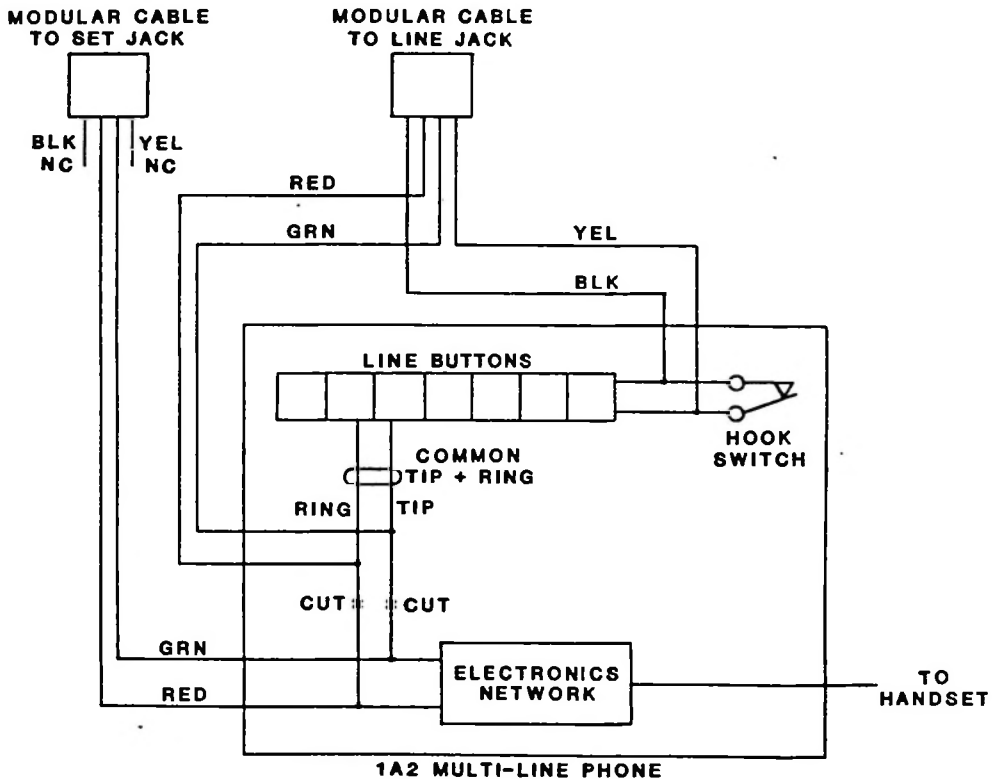 MODULAR CABLE
TO SET JACK
MODULAR CABLE
TO LINE JACK
BLK
NC
YEL
NC
RED
GRN
YEL
BLK
LINE BUTTONS
HOOK
SWITCH
COMMON
TIP + RING
RING
TIP
CUT
CUT
GRN
RED
ELECTRONICS
NETWORK
TO
HANDSET
1A2 MULTI-LINE PHONE